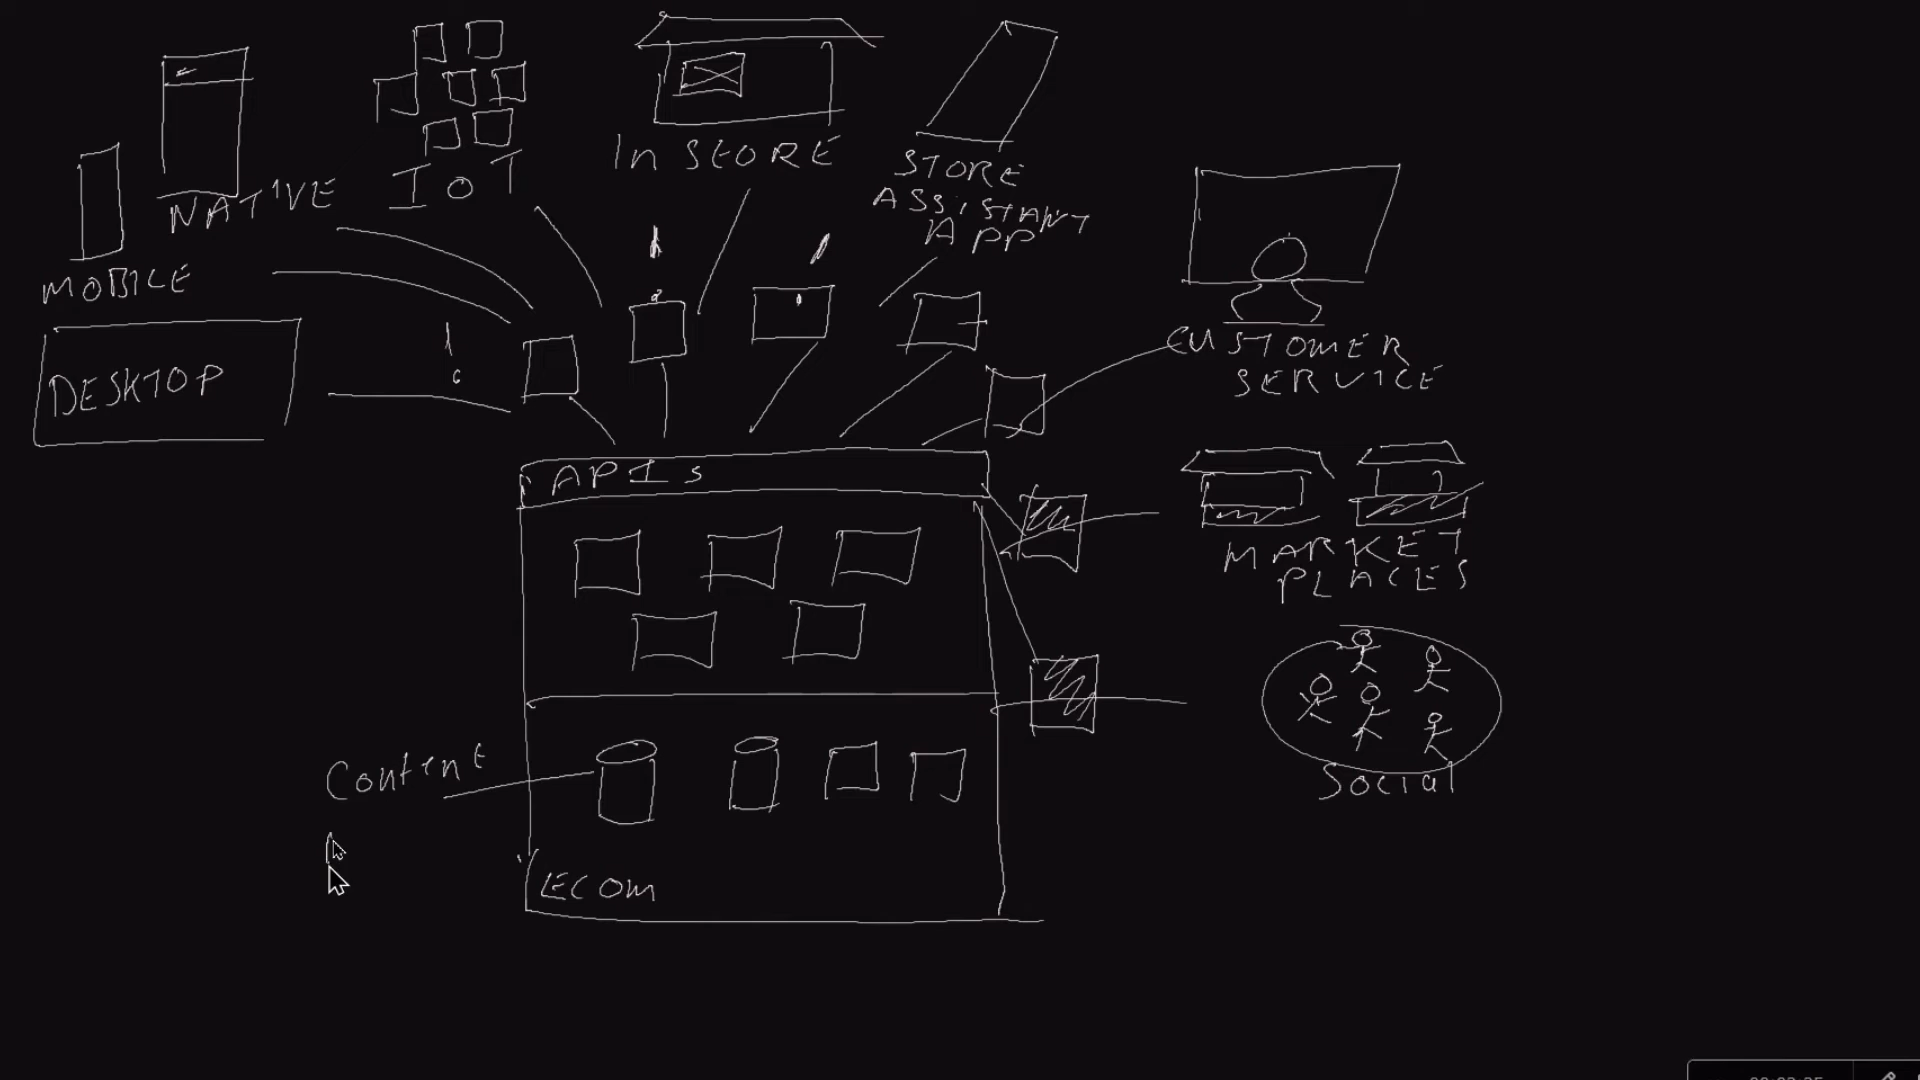 NATIVE
IOT
In STORE
STORE
ASSISTANT
APP
MOBILE
DESKTOP
CUSTOMER
SERVICE
APIs
MARKET
PLACES
Social
Content
ECOM